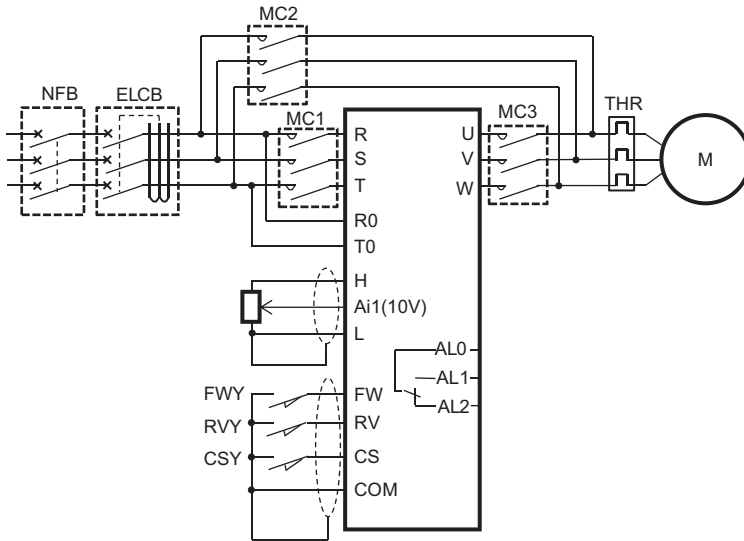 MC2
NFB
ELCB
MC1
MC3
THR
R
U
S
V
M
T
W
R0
T0
H
Ai1(10V)
L
AL0
AL1
FWY
FW
AL2
RVY
RV
CSY
CS
COM